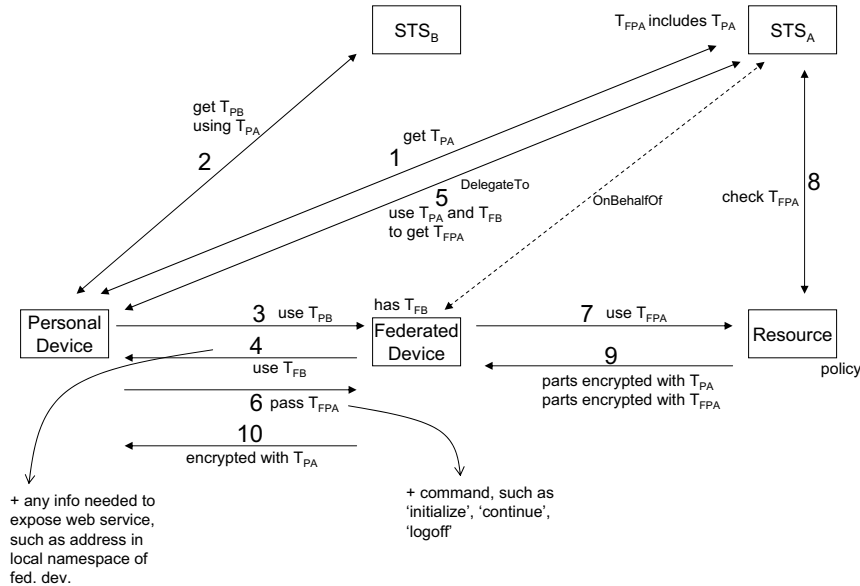 STS_B
T_FPA includes T_PA
STS_A
get T_PB
using T_PA
2
1
get T_PA
DelegateTo
5
use T_PA and T_FB
to get T_FPA
OnBehalfOf
check T_FPA
8
Personal
Device
3 use T_PB
has T_FB
Federated
Device
7 use T_FPA
Resource
policy
4
use T_FB
9
parts encrypted with T_PA
parts encrypted with T_FPA
6 pass T_FPA
10
encrypted with T_PA
+ any info needed to
expose web service,
such as address in
local namespace of
fed. dev.
+ command, such as
‘initialize’, ‘continue’,
‘logoff’